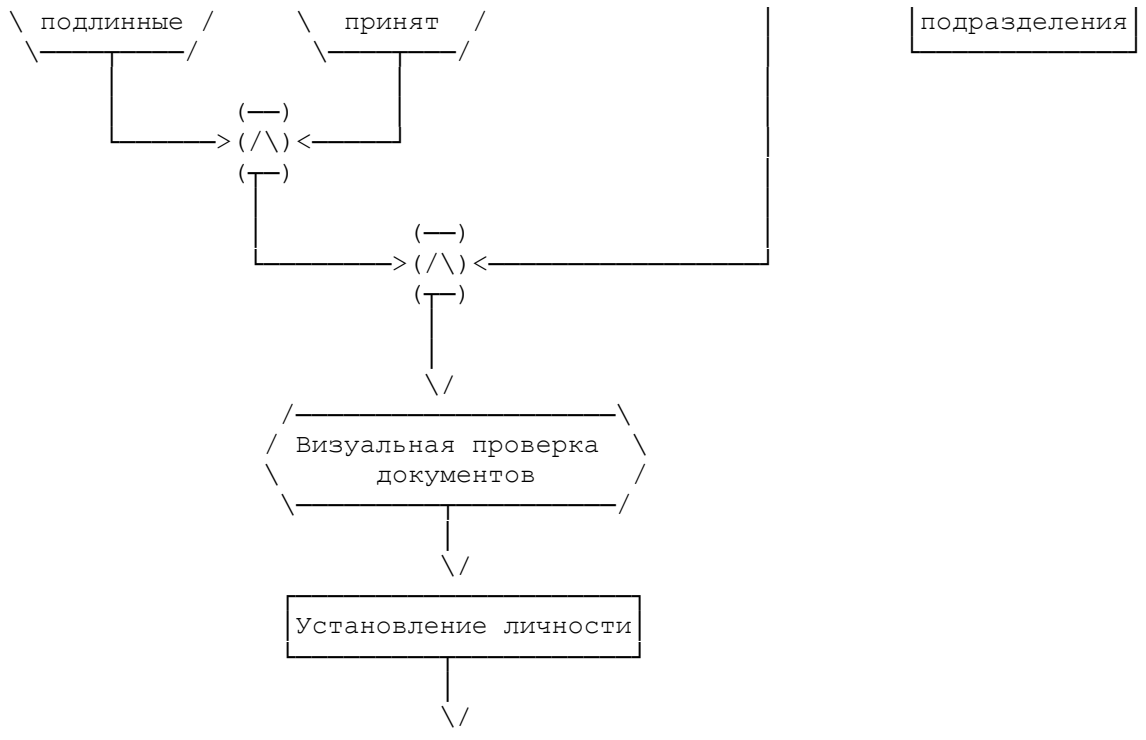 подлинные
принят
подразделения
(/\)
(/\)
Визуальная проверка
документов
Установление личности